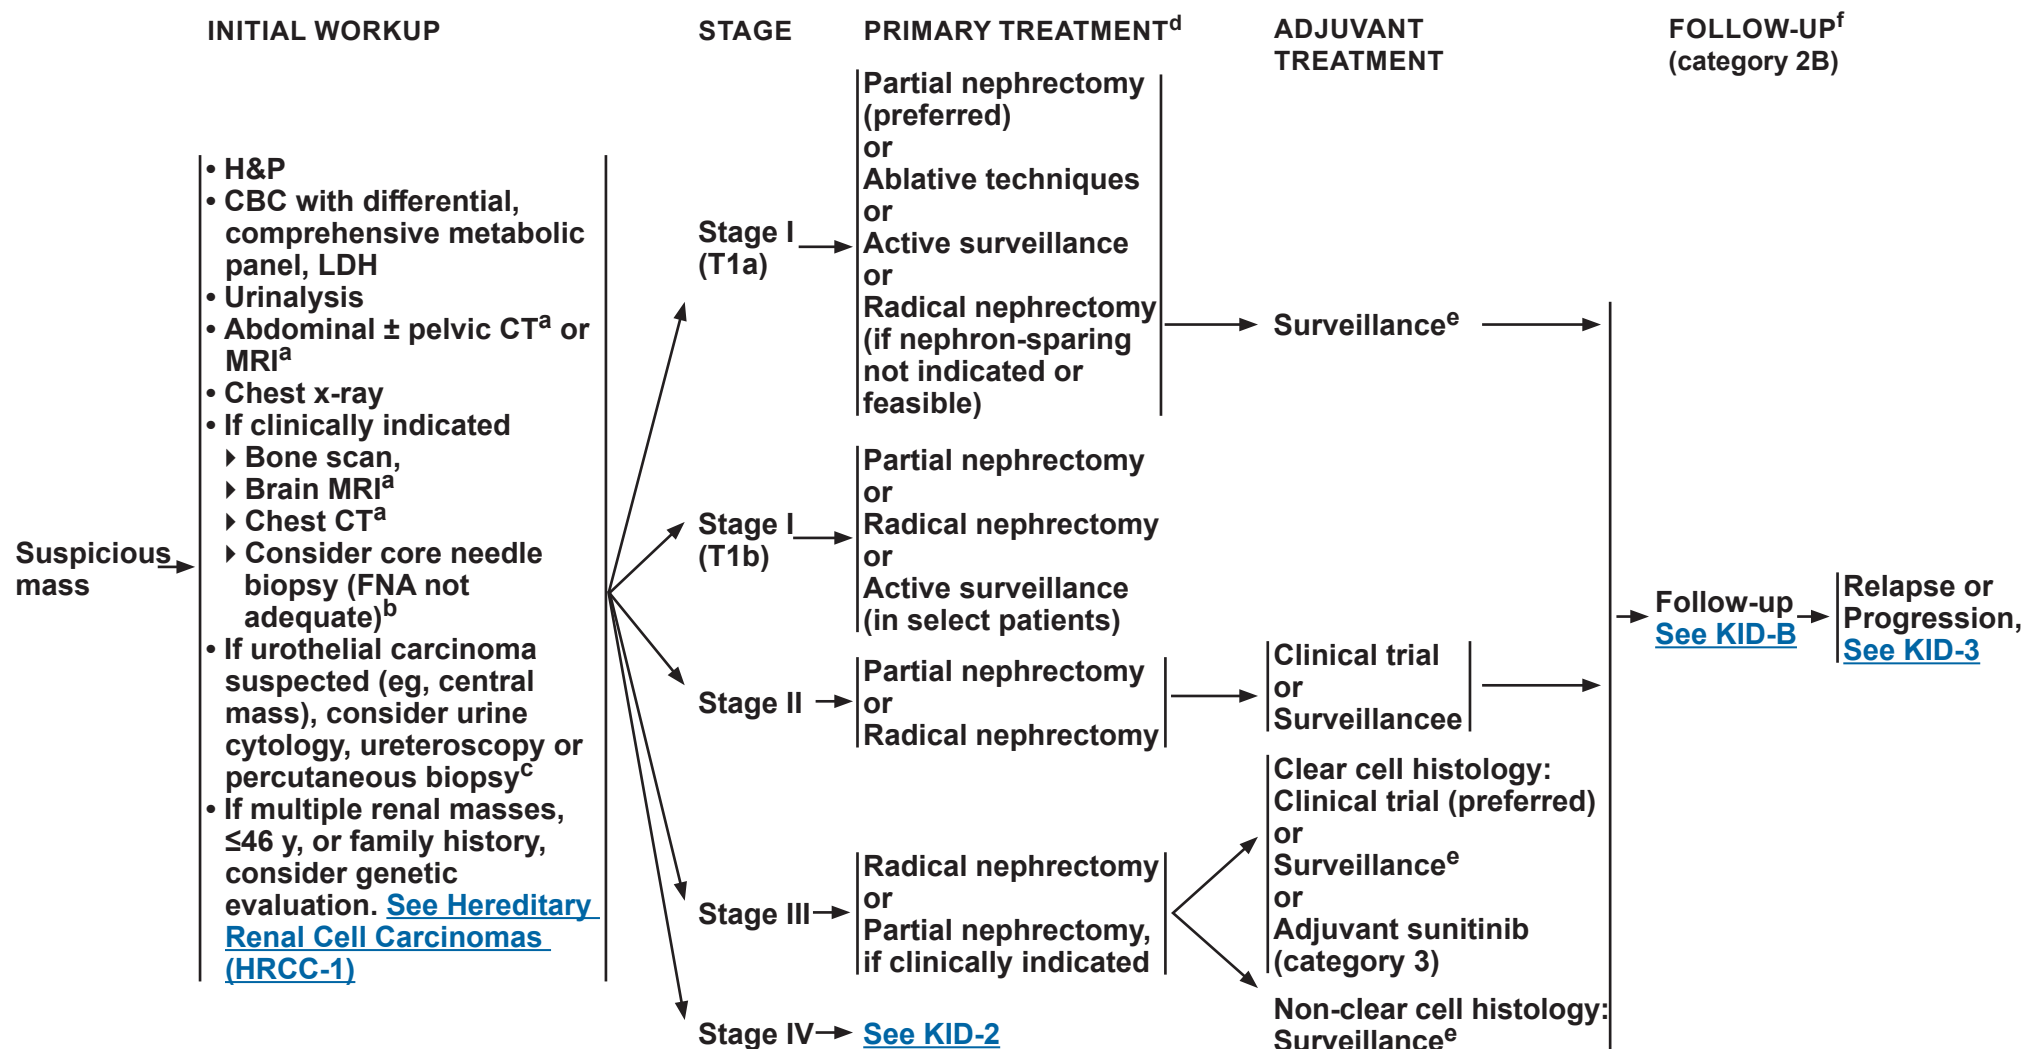 INITIAL WORKUP
STAGE
PRIMARY TREATMENTd
ADJUVANT
TREATMENT
FOLLOW-UPf
(category 2B)
Suspicious
mass
• H&P
• CBC with differential,
comprehensive metabolic
panel, LDH
• Urinalysis
• Abdominal ± pelvic CTa or
MRIa
• Chest x-ray
• If clinically indicated
Bone scan,
Brain MRIa
Chest CTa
Consider core needle
biopsy (FNA not
adequate)b
• If urothelial carcinoma
suspected (eg, central
mass), consider urine
cytology, ureteroscopy or
percutaneous biopsyc
• If multiple renal masses,
≤46 y, or family history,
consider genetic
evaluation. See Hereditary
Renal Cell Carcinomas
(HRCC-1)
Stage I
(T1a)
Partial nephrectomy
(preferred)
or
Ablative techniques
or
Active surveillance
or
Radical nephrectomy
(if nephron-sparing
not indicated or
feasible)
Surveillancee
Stage I
(T1b)
Partial nephrectomy
or
Radical nephrectomy
or
Active surveillance
(in select patients)
Stage II
Partial nephrectomy
or
Radical nephrectomy
Clinical trial
or
Surveillancee
Stage III
Radical nephrectomy
or
Partial nephrectomy,
if clinically indicated
Clear cell histology:
Clinical trial (preferred)
or
Surveillancee
or
Adjuvant sunitinib
(category 3)
Non-clear cell histology:
Surveillancee
Stage IV
See KID-2
Follow-up
See KID-B
Relapse or
Progression,
See KID-3